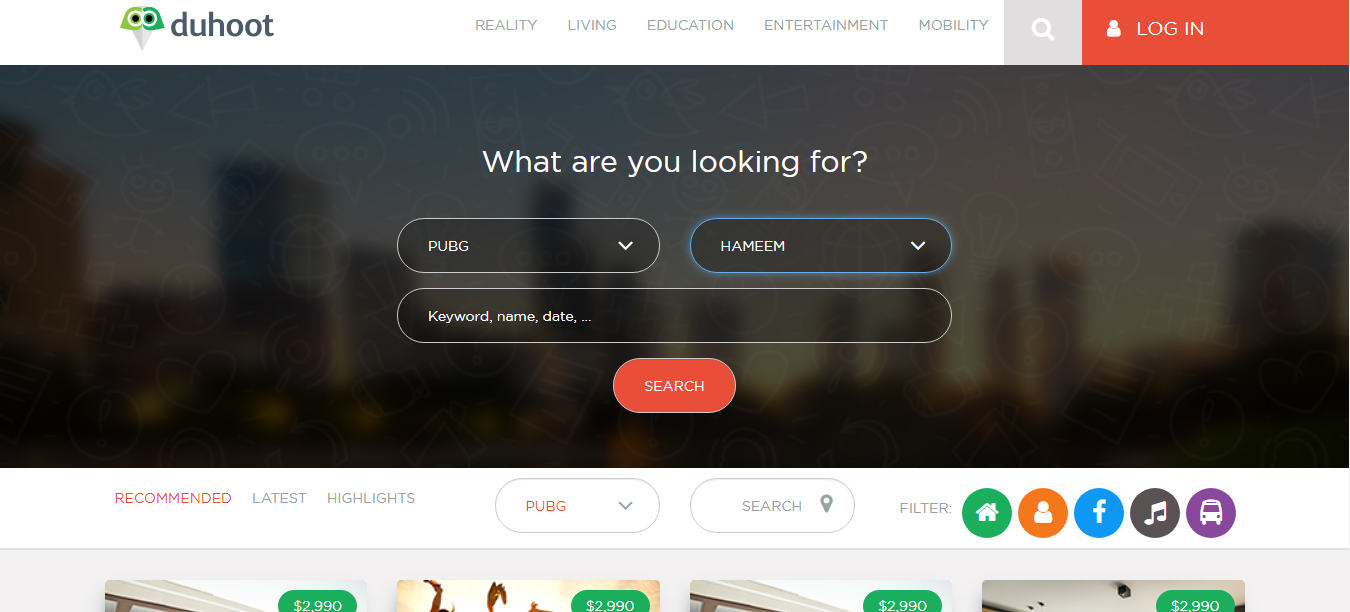 duhoot
REALITY LIVING EDUCATION ENTERTAINMENT MOBILITY LOG IN
What are you looking for?
PUBG HAMEEM
Keyword, name, date, ...
SEARCH
RECOMMENDED LATEST HIGHLIGHTS PUBG SEARCH FILTER:
$2,990 $2,990 $2,990 $2,990